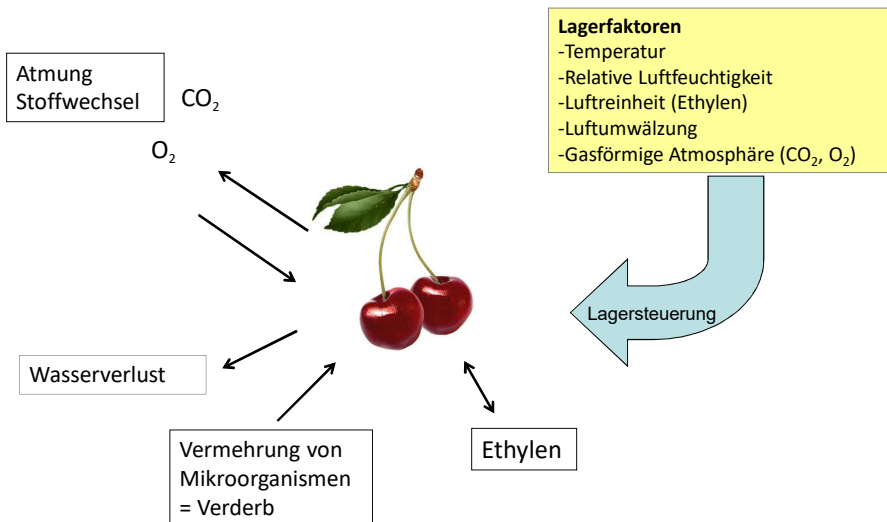 Lagerfaktoren
-Temperatur
-Relative Luftfeuchtigkeit
-Luftreinheit (Ethylen)
-Luftumwälzung
-Gasförmige Atmosphäre (CO₂, O₂)
Atmung
Stoffwechsel
CO₂
O₂
Lagersteuerung
Wasserverlust
Vermehrung von
Mikroorganismen
= Verderb
Ethylen